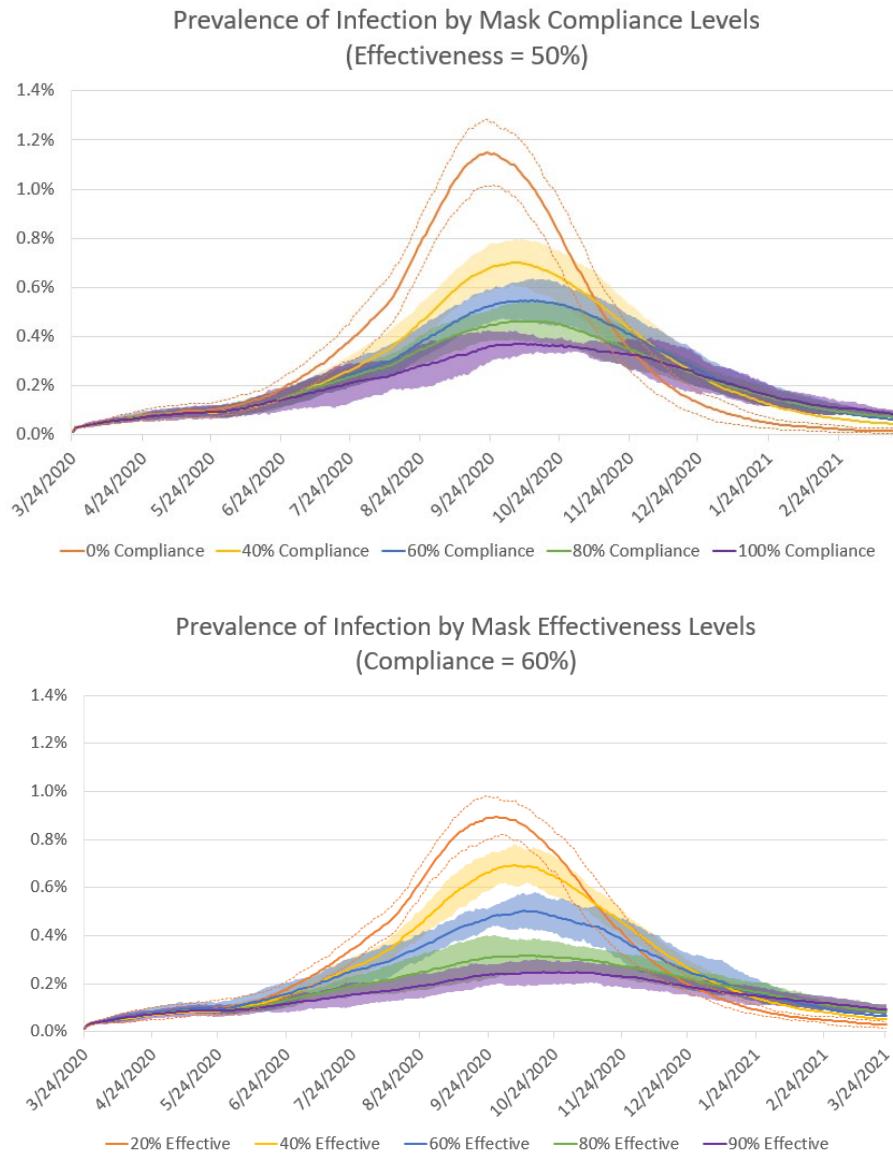 Prevalence of Infection by Mask Compliance Levels
(Effectiveness = 50%)
1.4%
1.2%
1.0%
0.8%
0.6%
0.4%
0.2%
0.0%
3/24/2020 4/24/2020 5/24/2020 6/24/2020 7/24/2020 8/24/2020 9/24/2020 10/24/2020 11/24/2020 12/24/2020 1/24/2021 2/24/2021
0% Compliance 40% Compliance 60% Compliance 80% Compliance 100% Compliance
Prevalence of Infection by Mask Effectiveness Levels
(Compliance = 60%)
1.4%
1.2%
1.0%
0.8%
0.6%
0.4%
0.2%
0.0%
3/24/2020 4/24/2020 5/24/2020 6/24/2020 7/24/2020 8/24/2020 9/24/2020 10/24/2020 11/24/2020 12/24/2020 1/24/2021 2/24/2021 3/24/2021
20% Effective 40% Effective 60% Effective 80% Effective 90% Effective